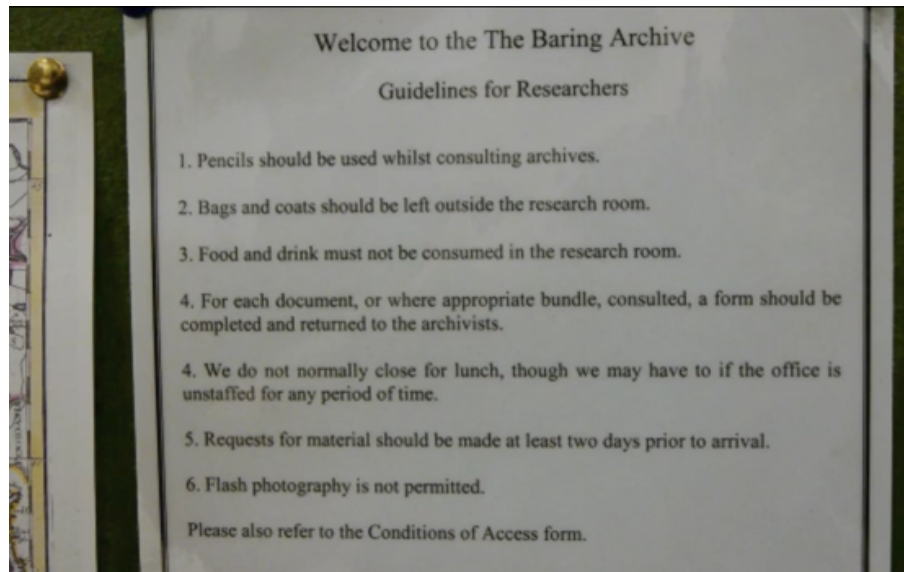 Welcome to the The Baring Archive
Guidelines for Researchers
1. Pencils should be used whilst consulting archives.
2. Bags and coats should be left outside the research room.
3. Food and drink must not be consumed in the research room.
4. For each document, or where appropriate bundle, consulted, a form should be
completed and returned to the archivists.
4. We do not normally close for lunch, though we may have to if the office is
unstaffed for any period of time.
5. Requests for material should be made at least two days prior to arrival.
6. Flash photography is not permitted.
Please also refer to the Conditions of Access form.